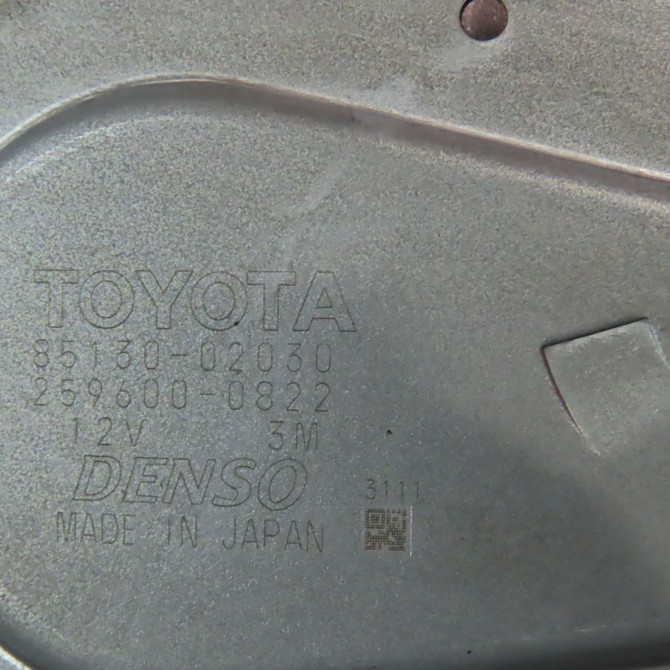 TOYOTA
85130-02030
259600-0822
12V 3M
DENSO
3111
MADE IN JAPAN